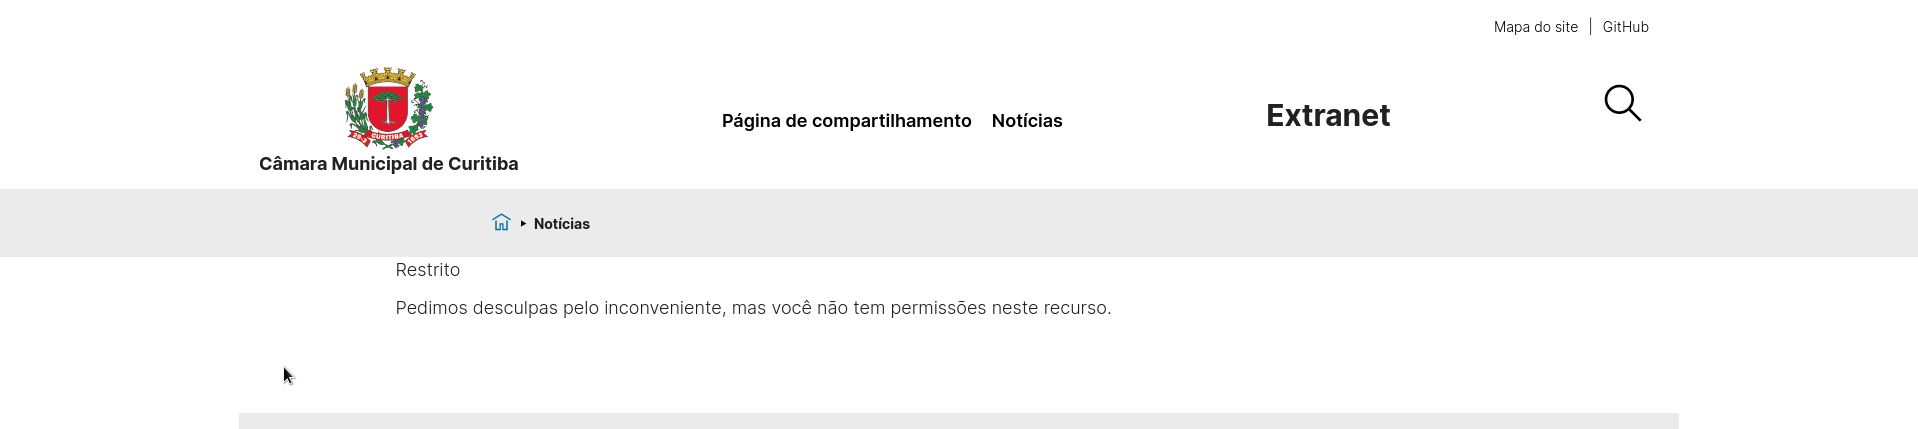 Mapa do site | GitHub
CURITIBA
Câmara Municipal de Curitiba
Página de compartilhamento Notícias
Extranet
Notícias
Restrito
Pedimos desculpas pelo inconveniente, mas você não tem permissões neste recurso.